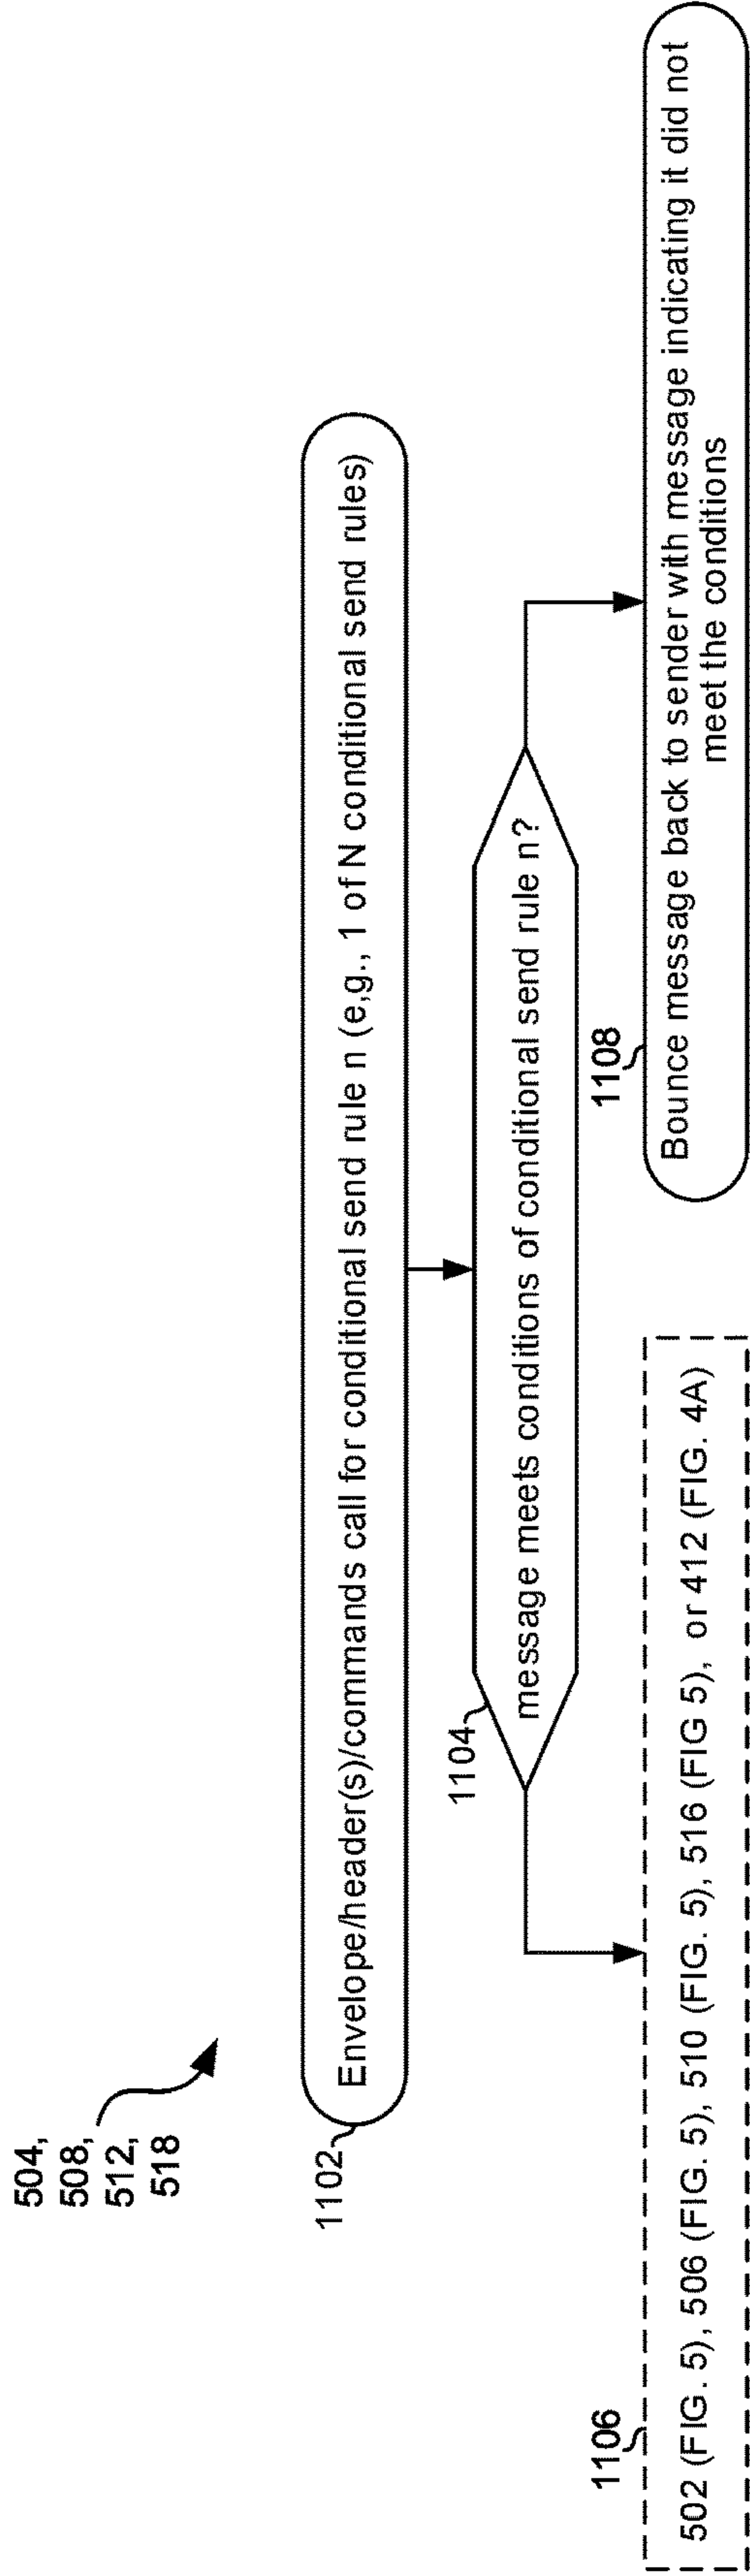 504,
508,
512,
518
1102
Envelope/header(s)/commands call for conditional send rule n (e,g., 1 of N conditional send rules)
1104
message meets conditions of conditional send rule n?
1106
502 (FIG. 5), 506 (FIG. 5), 510 (FIG. 5), 516 (FIG 5), or 412 (FIG. 4A)
1108
Bounce message back to sender with message indicating it did not
meet the conditions